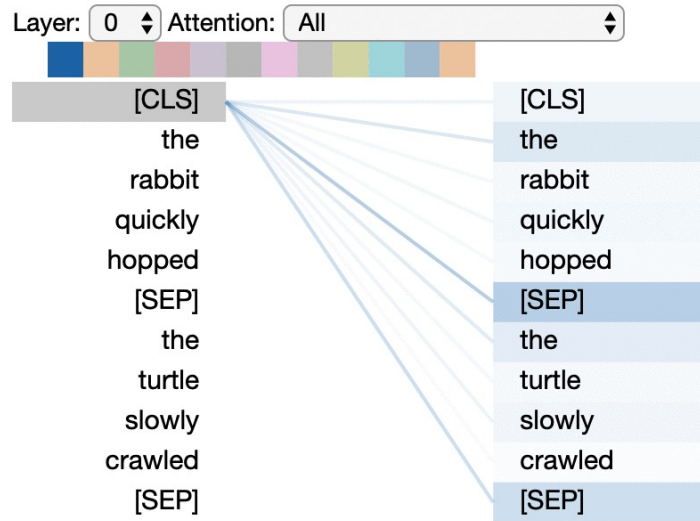 Layer: 0 Attention: All
[CLS] [CLS]
the the
rabbit rabbit
quickly quickly
hopped hopped
[SEP] [SEP]
the the
turtle turtle
slowly slowly
crawled crawled
[SEP] [SEP]